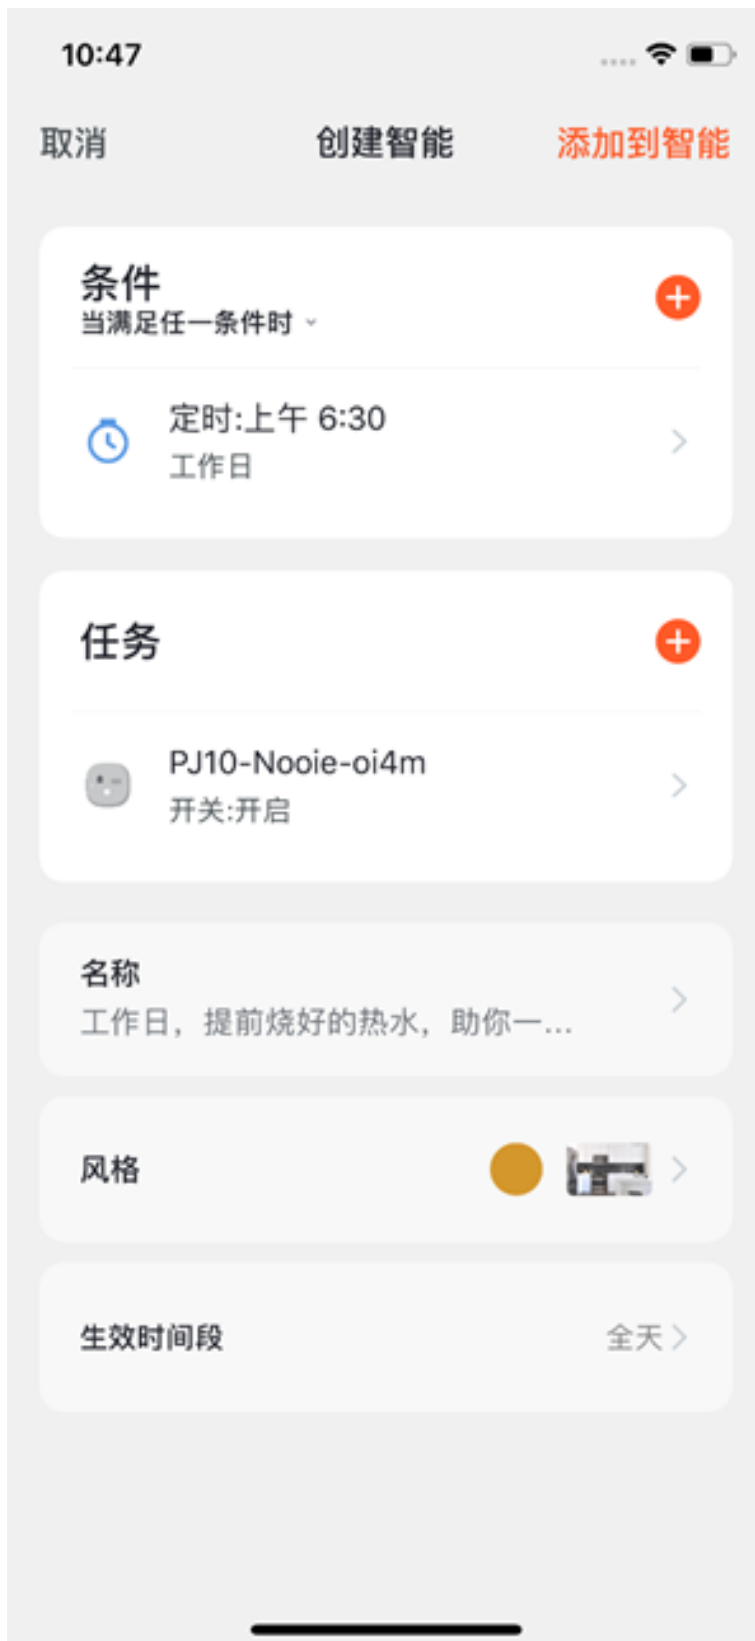 10:47
取消
创建智能
添加到智能
条件
当满足任一条件时
定时:上午 6:30
工作日
任务
PJ10-Nooie-oi4m
开关:开启
名称
工作日，提前烧好的热水，助你一...
风格
生效时间段
全天